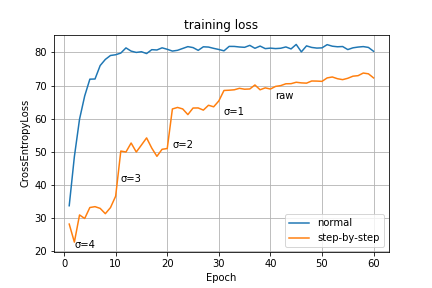 training loss
CrossEntropyLoss
80
70
60
50
40
30
20
raw
σ=1
σ=2
σ=3
σ=4
normal
step-by-step
0 10 20 30 40 50 60
Epoch